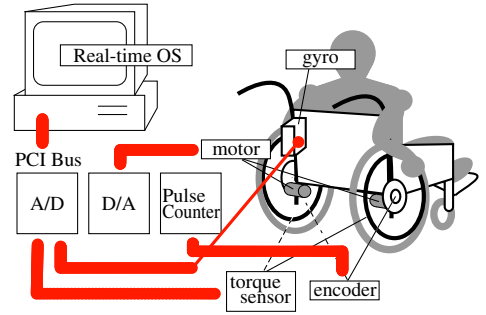 Real-time OS
gyro
PCI Bus
motor
A/D
D/A
Pulse
Counter
torque
sensor
encoder